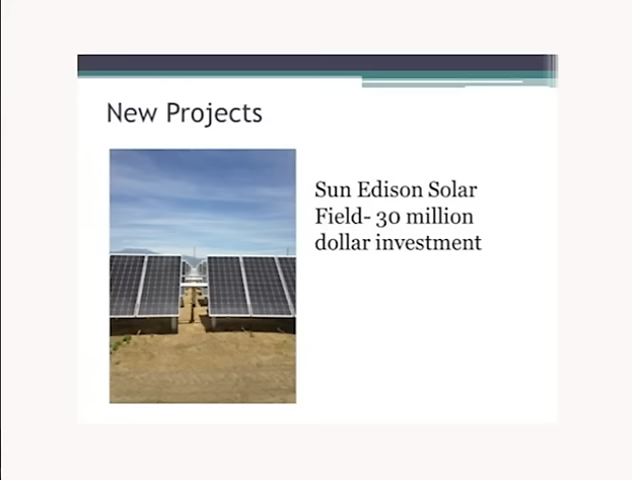 New Projects
Sun Edison Solar
Field- 30 million
dollar investment